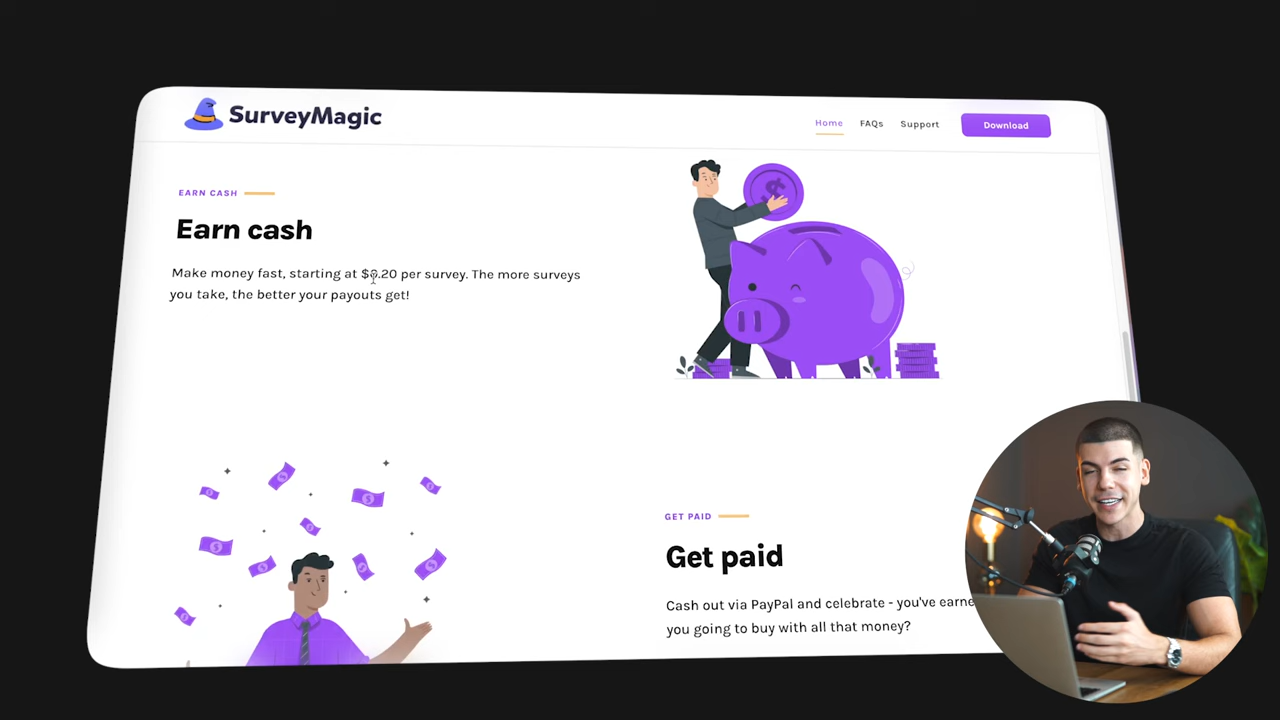 SurveyMagic
Home FAQs Support Download
EARN CASH
Earn cash
Make money fast, starting at $0.20 per survey. The more surveys
you take, the better your payouts get!
GET PAID
Get paid
Cash out via PayPal and celebrate - you've
you going to buy with all that money?